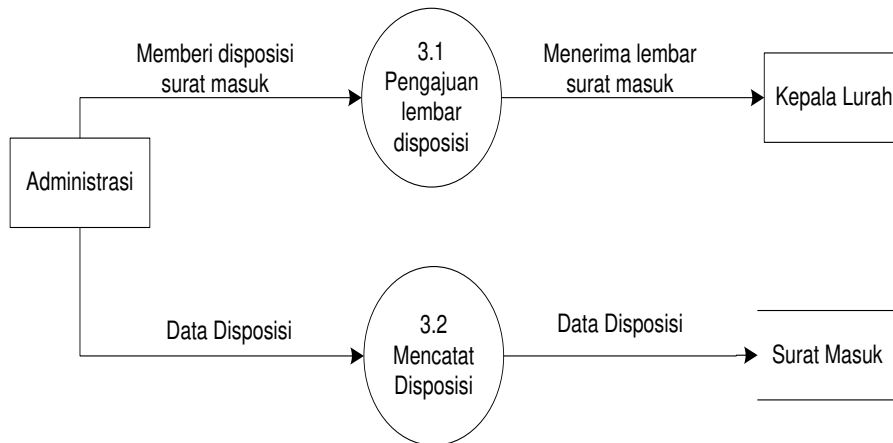 Memberi disposisi
surat masuk
3.1
Pengajuan
lembar
disposisi
Menerima lembar
surat masuk
Kepala Lurah
Administrasi
Data Disposisi
3.2
Mencatat
Disposisi
Data Disposisi
Surat Masuk